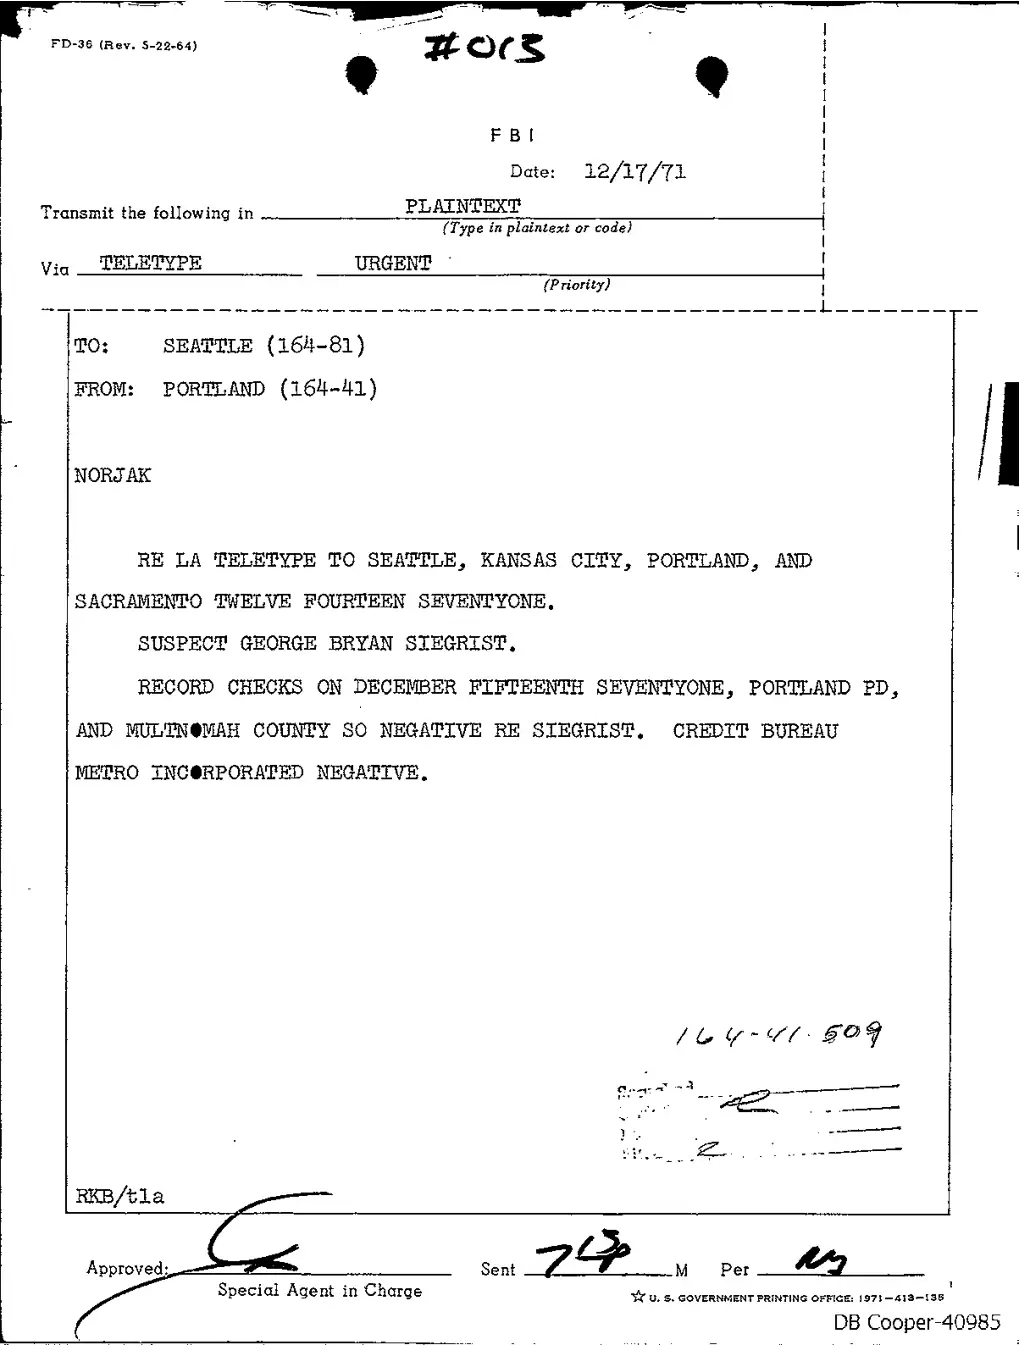 FD-36 (Rev. 5-22-64)
#013
F B I
Date: 12/17/71
Transmit the following in PLAINTEXT
(Type in plaintext or code)
Via TELETYPE URGENT
(Priority)
TO: SEATTLE (164-81)
FROM: PORTLAND (164-41)
NORJAK
RE LA TELETYPE TO SEATTLE, KANSAS CITY, PORTLAND, AND
SACRAMENTO TWELVE FOURTEEN SEVENTYONE.
SUSPECT GEORGE BRYAN SIEGRIST.
RECORD CHECKS ON DECEMBER FIFTEENTH SEVENTYONE, PORTLAND PD,
AND MULTNOMAH COUNTY SO NEGATIVE RE SIEGRIST. CREDIT BUREAU
METRO INCORPORATED NEGATIVE.
164-41-509
RKB/tla
Approved:
Sent 713p M Per
Special Agent in Charge
☆ U. S. GOVERNMENT PRINTING OFFICE: 1971-413-135
DB Cooper-40985